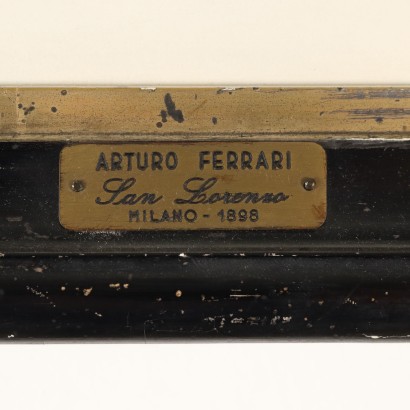 ARTURO FERRARI
San Lorenzo
MILANO - 1898